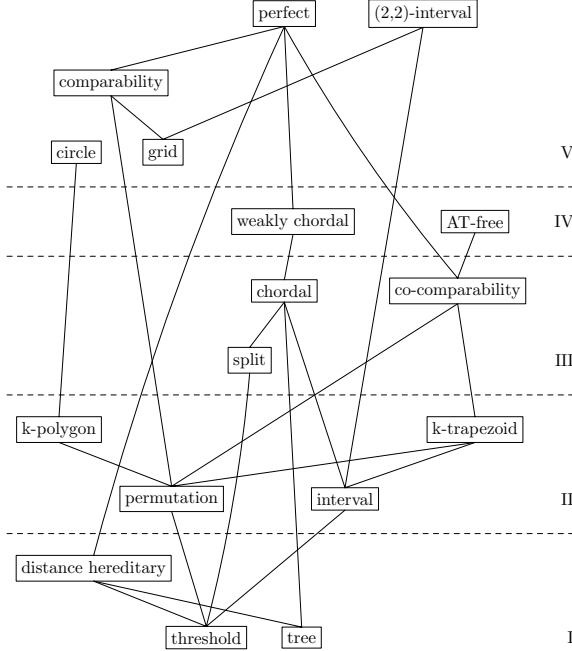 perfect
(2,2)-interval
comparability
circle
grid
V
weakly chordal
AT-free
IV
chordal
co-comparability
split
III
k-polygon
k-trapezoid
permutation
interval
II
distance hereditary
threshold
tree
I